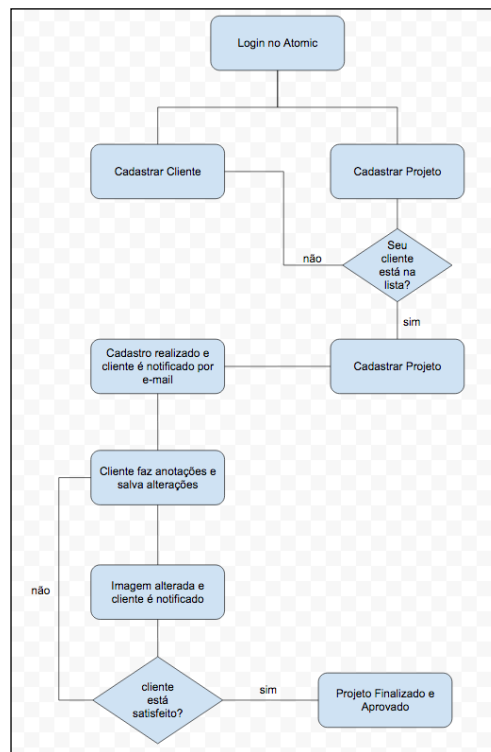 Login no Atomic
Cadastrar Cliente
Cadastrar Projeto
não
Seu
cliente
está na
lista?
sim
Cadastro realizado e
cliente é notificado por
e-mail
Cadastrar Projeto
Cliente faz anotações e
salva alterações
não
Imagem alterada e
cliente é notificado
cliente
está
satisfeito?
sim
Projeto Finalizado e
Aprovado